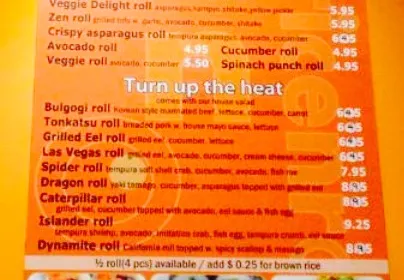 Veggie Delight roll asparagus, kampyo, shitake, yellow pickle 5.95
Zen roll grilled tofu w. garlic, avocado, cucumber, shitake 5.95
Crispy asparagus roll tempura asparagus, avocado, cucumber
Avocado roll 4.95 Cucumber roll 4.95
Veggie roll avocado, cucumber 5.50 Spinach punch roll 4.95
Turn up the heat
comes with our house salad
Bulgogi roll Korean style marinated beef, lettuce, cucumber, carrot
Tonkatsu roll breaded pork w. house mayo sauce, lettuce
Grilled Eel roll grilled eel, cucumber, lettuce
Las Vegas roll grilled eel, avocado, cucumber, cream cheese, cucumber
Spider roll tempura soft shell crab, cucumber, avocado, fish roe 7.95
Dragon roll yaki tamago, cucumber, asparagus topped with grilled eel
Caterpillar roll
grilled eel, cucumber topped with avocado, eel sauce & fish egg
Islander roll 9.25
tempura shrimp, avocado, imitation crab, fish egg, tampura crumb, eel sauce
Dynamite roll California roll topped w. spicy scallop & masago
½ roll(4 pcs) available / add $ 0.25 for brown rice